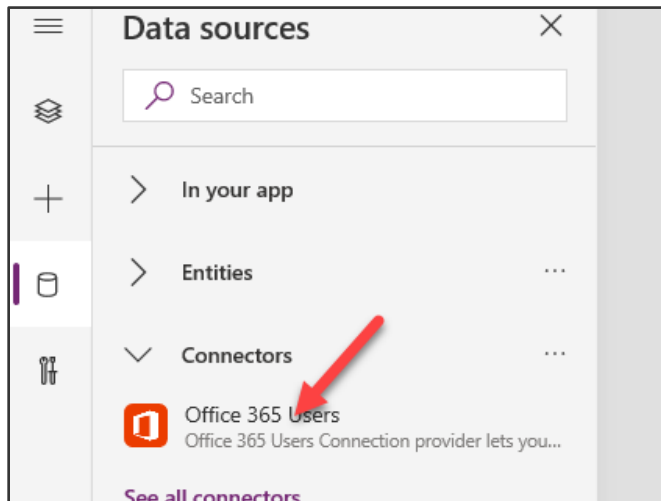 Data sources
Search
In your app
Entities
Connectors
Office 365 Users
Office 365 Users Connection provider lets you...
See all connectors